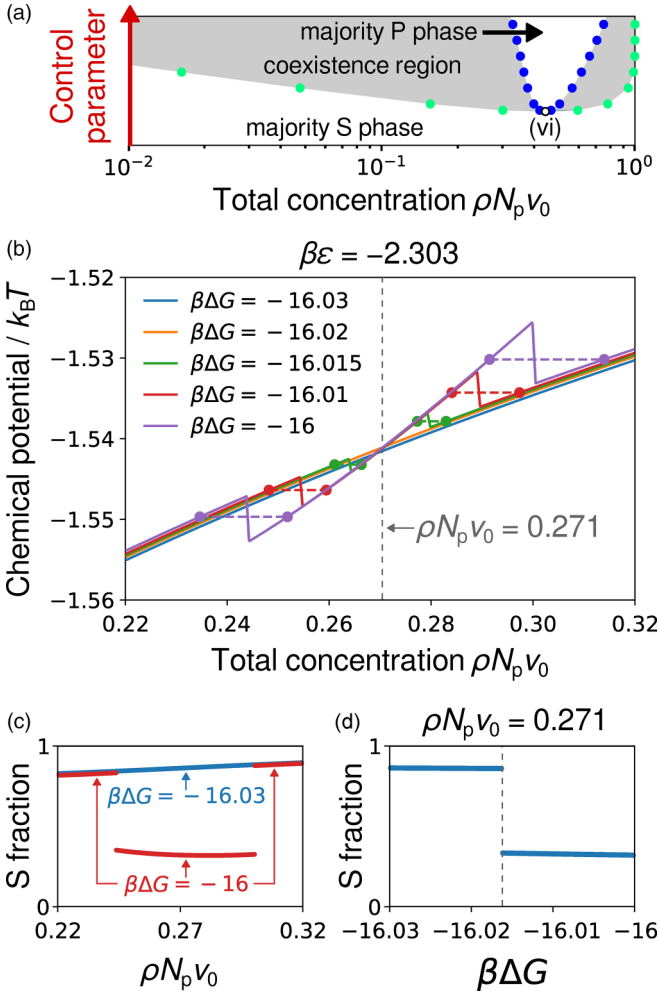 (a)
Control
parameter
majority P phase
coexistence region
majority S phase
(vi)
10⁻² 10⁻¹ 10⁰
Total concentration ρNₚv₀
(b)
βε = −2.303
Chemical potential / k_BT
−1.52
−1.53
−1.54
−1.55
−1.56
βΔG = − 16.03
βΔG = − 16.02
βΔG = − 16.015
βΔG = − 16.01
βΔG = − 16
ρNₚv₀ = 0.271
0.22 0.24 0.26 0.28 0.30 0.32
Total concentration ρNₚv₀
(c)
S fraction
1
0
βΔG = − 16.03
βΔG = − 16
0.22 0.27 0.32
ρNₚv₀
(d)
ρNₚv₀ = 0.271
S fraction
1
0
−16.03 −16.02 −16.01 −16
βΔG